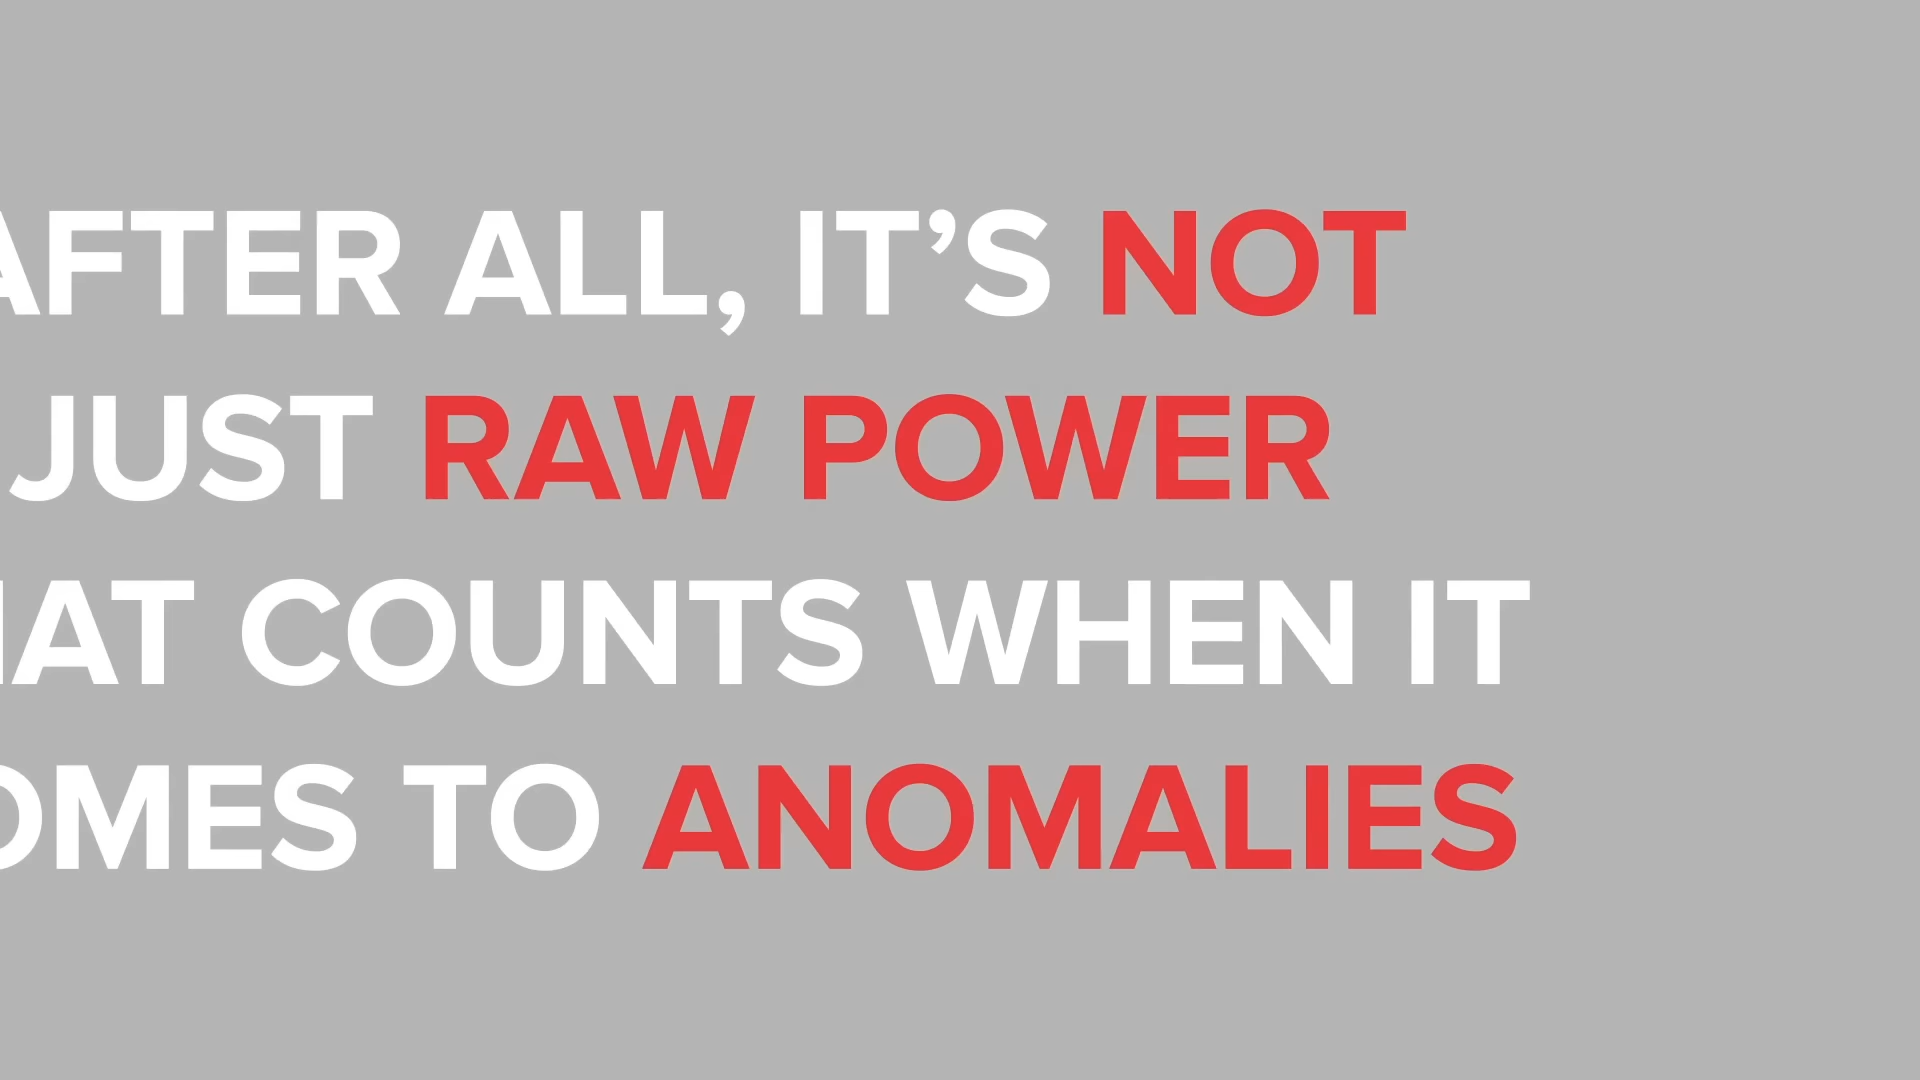 AFTER ALL, IT’S NOT
JUST RAW POWER
HAT COUNTS WHEN IT
OMES TO ANOMALIES